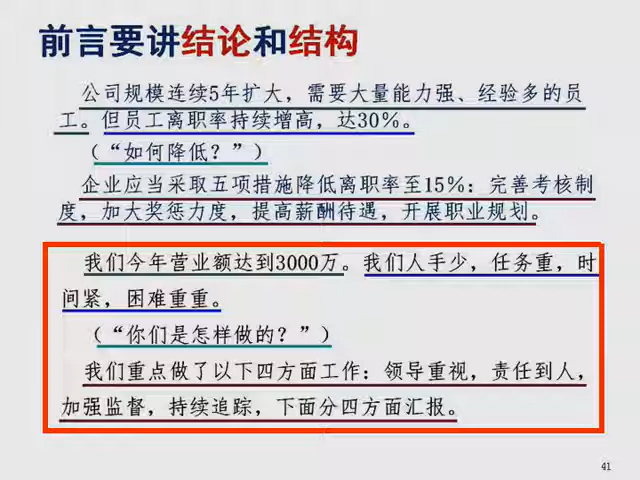 前言要讲结论和结构
公司规模连续5年扩大，需要大量能力强、经验多的员
工。但员工离职率持续增高，达30%。
（“如何降低？”）
企业应当采取五项措施降低离职率至15%：完善考核制
度，加大奖惩力度，提高薪酬待遇，开展职业规划。
我们今年营业额达到3000万。我们人手少，任务重，时
间紧，困难重重。
（“你们是怎样做的？”）
我们重点做了以下四方面工作：领导重视，责任到人，
加强监督，持续追踪，下面分四方面汇报。
41